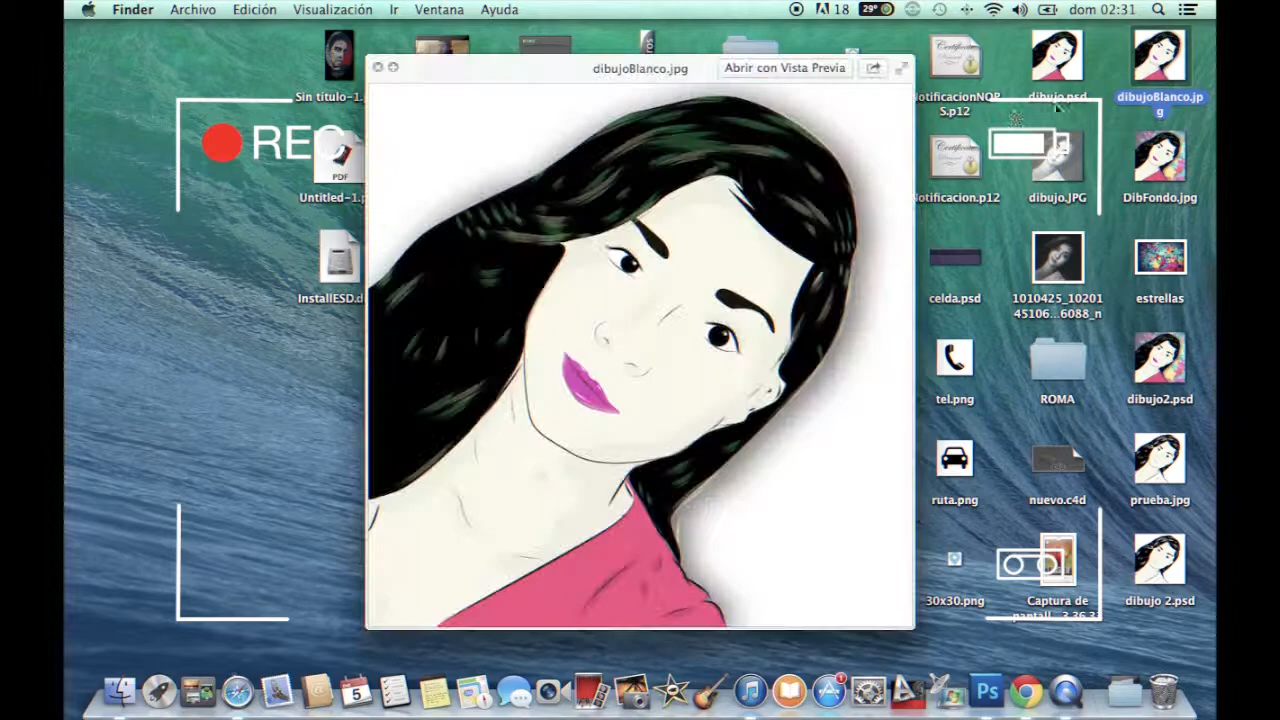 Finder Archivo Edición Visualización Ir Ventana Ayuda 18 29° dom 02:31
dibujoBlanco.jpg Abrir con Vista Previa
REC
Sin título-1.
PDF
Untitled-1.p
InstallESD.d
S.p12
dibujo.psd
dibujoBlanco.jp
g
Notificacion.p12
dibujo.JPG
DibFondo.jpg
celda.psd
1010425_10201
45106...6088_n
estrellas
tel.png
ROMA
dibujo2.psd
ruta.png
nuevo.c4d
prueba.jpg
30x30.png
Captura de
dibujo 2.psd
5
1
Ps